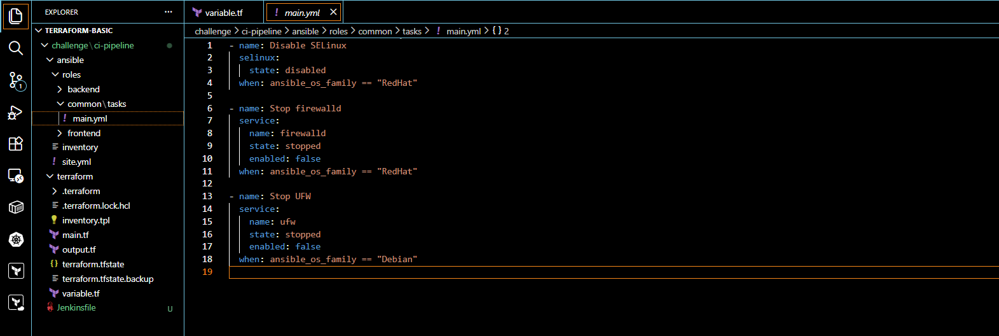 EXPLORER
···
TERRAFORM-BASIC
challenge\ci-pipeline
ansible
roles
backend
common\tasks
! main.yml
frontend
inventory
! site.yml
terraform
.terraform
.terraform.lock.hcl
inventory.tpl
main.tf
output.tf
{} terraform.tfstate
terraform.tfstate.backup
variable.tf
Jenkinsfile U
1
variable.tf
! main.yml
challenge > ci-pipeline > ansible > roles > common > tasks > ! main.yml > {} 2
1 - name: Disable SELinux
2 selinux:
3 state: disabled
4 when: ansible_os_family == "RedHat"
5
6 - name: Stop firewalld
7 service:
8 name: firewalld
9 state: stopped
10 enabled: false
11 when: ansible_os_family == "RedHat"
12
13 - name: Stop UFW
14 service:
15 name: ufw
16 state: stopped
17 enabled: false
18 when: ansible_os_family == "Debian"
19